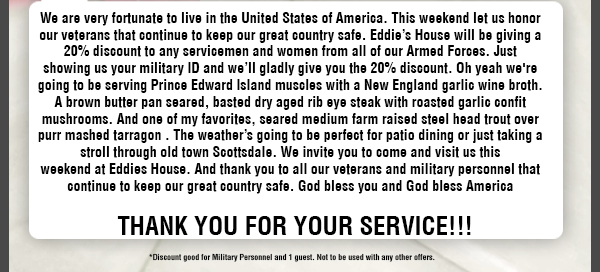 We are very fortunate to live in the United States of America. This weekend let us honor
our veterans that continue to keep our great country safe. Eddie's House will be giving a
20% discount to any servicemen and women from all of our Armed Forces. Just
showing us your military ID and we'll gladly give you the 20% discount. Oh yeah we're
going to be serving Prince Edward Island muscles with a New England garlic wine broth.
A brown butter pan seared, basted dry aged rib eye steak with roasted garlic confit
mushrooms. And one of my favorites, seared medium farm raised steel head trout over
purr mashed tarragon . The weather's going to be perfect for patio dining or just taking a
stroll through old town Scottsdale. We invite you to come and visit us this
weekend at Eddies House. And thank you to all our veterans and military personnel that
continue to keep our great country safe. God bless you and God bless America
THANK YOU FOR YOUR SERVICE!!!
*Discount good for Military Personnel and 1 guest. Not to be used with any other offers.